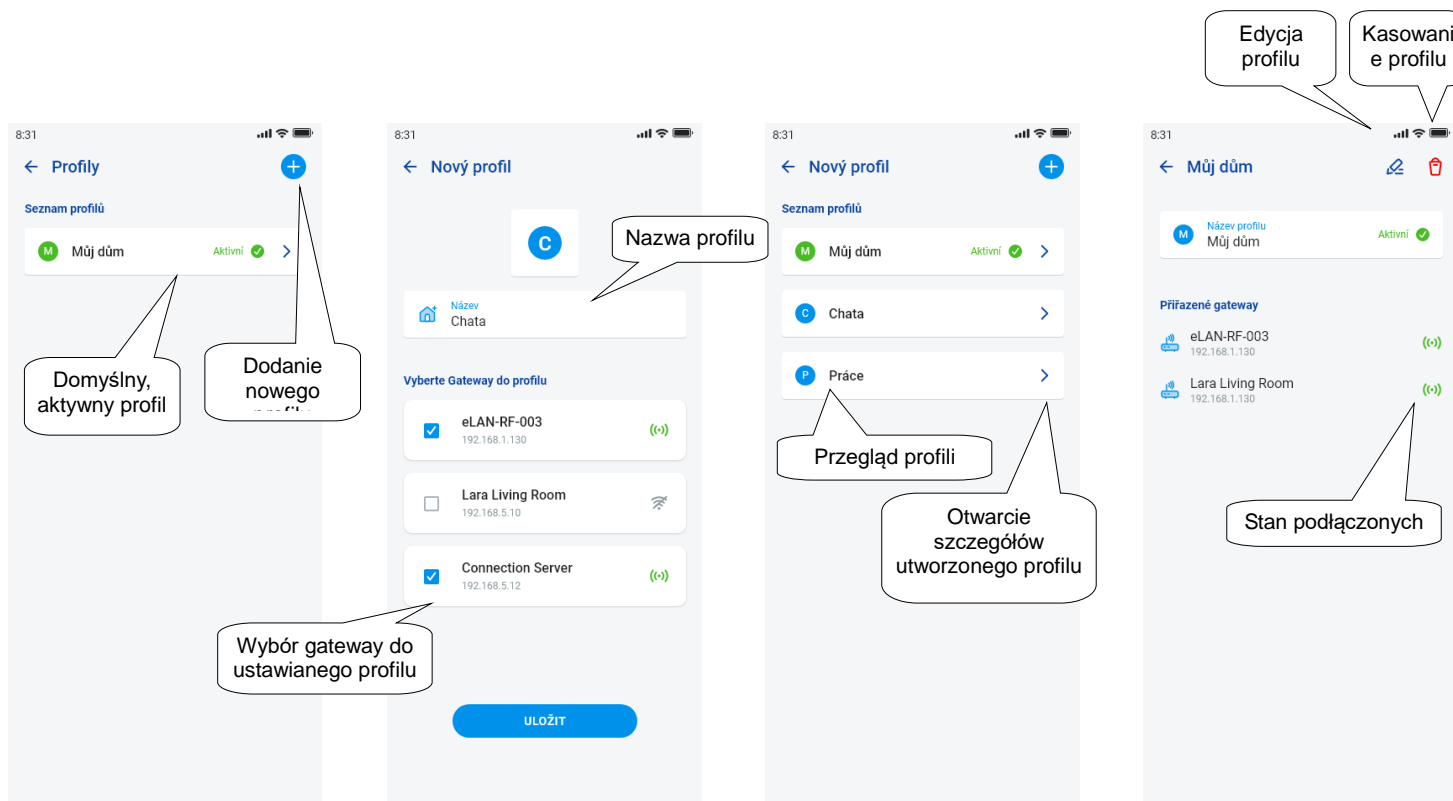 Edycja
profilu
Kasowani
e profilu
8:31
Profily
Seznam profilů
M Můj dům Aktivní
Domyślny,
aktywny profil
Dodanie
nowego
8:31
Nový profil
C
Nazwa profilu
Název
Chata
Vyberte Gateway do profilu
eLAN-RF-003
192.168.1.130
Lara Living Room
192.168.5.10
Connection Server
192.168.5.12
Wybór gateway do
ustawianego profilu
ULOŽIT
8:31
Nový profil
Seznam profilů
M Můj dům Aktivní
C Chata
P Práce
Przegląd profili
Otwarcie
szczegółów
utworzonego profilu
8:31
Můj dům
Název profilu
M Můj dům Aktivní
Přiřazené gateway
eLAN-RF-003
192.168.1.130
Lara Living Room
192.168.1.130
Stan podłączonych